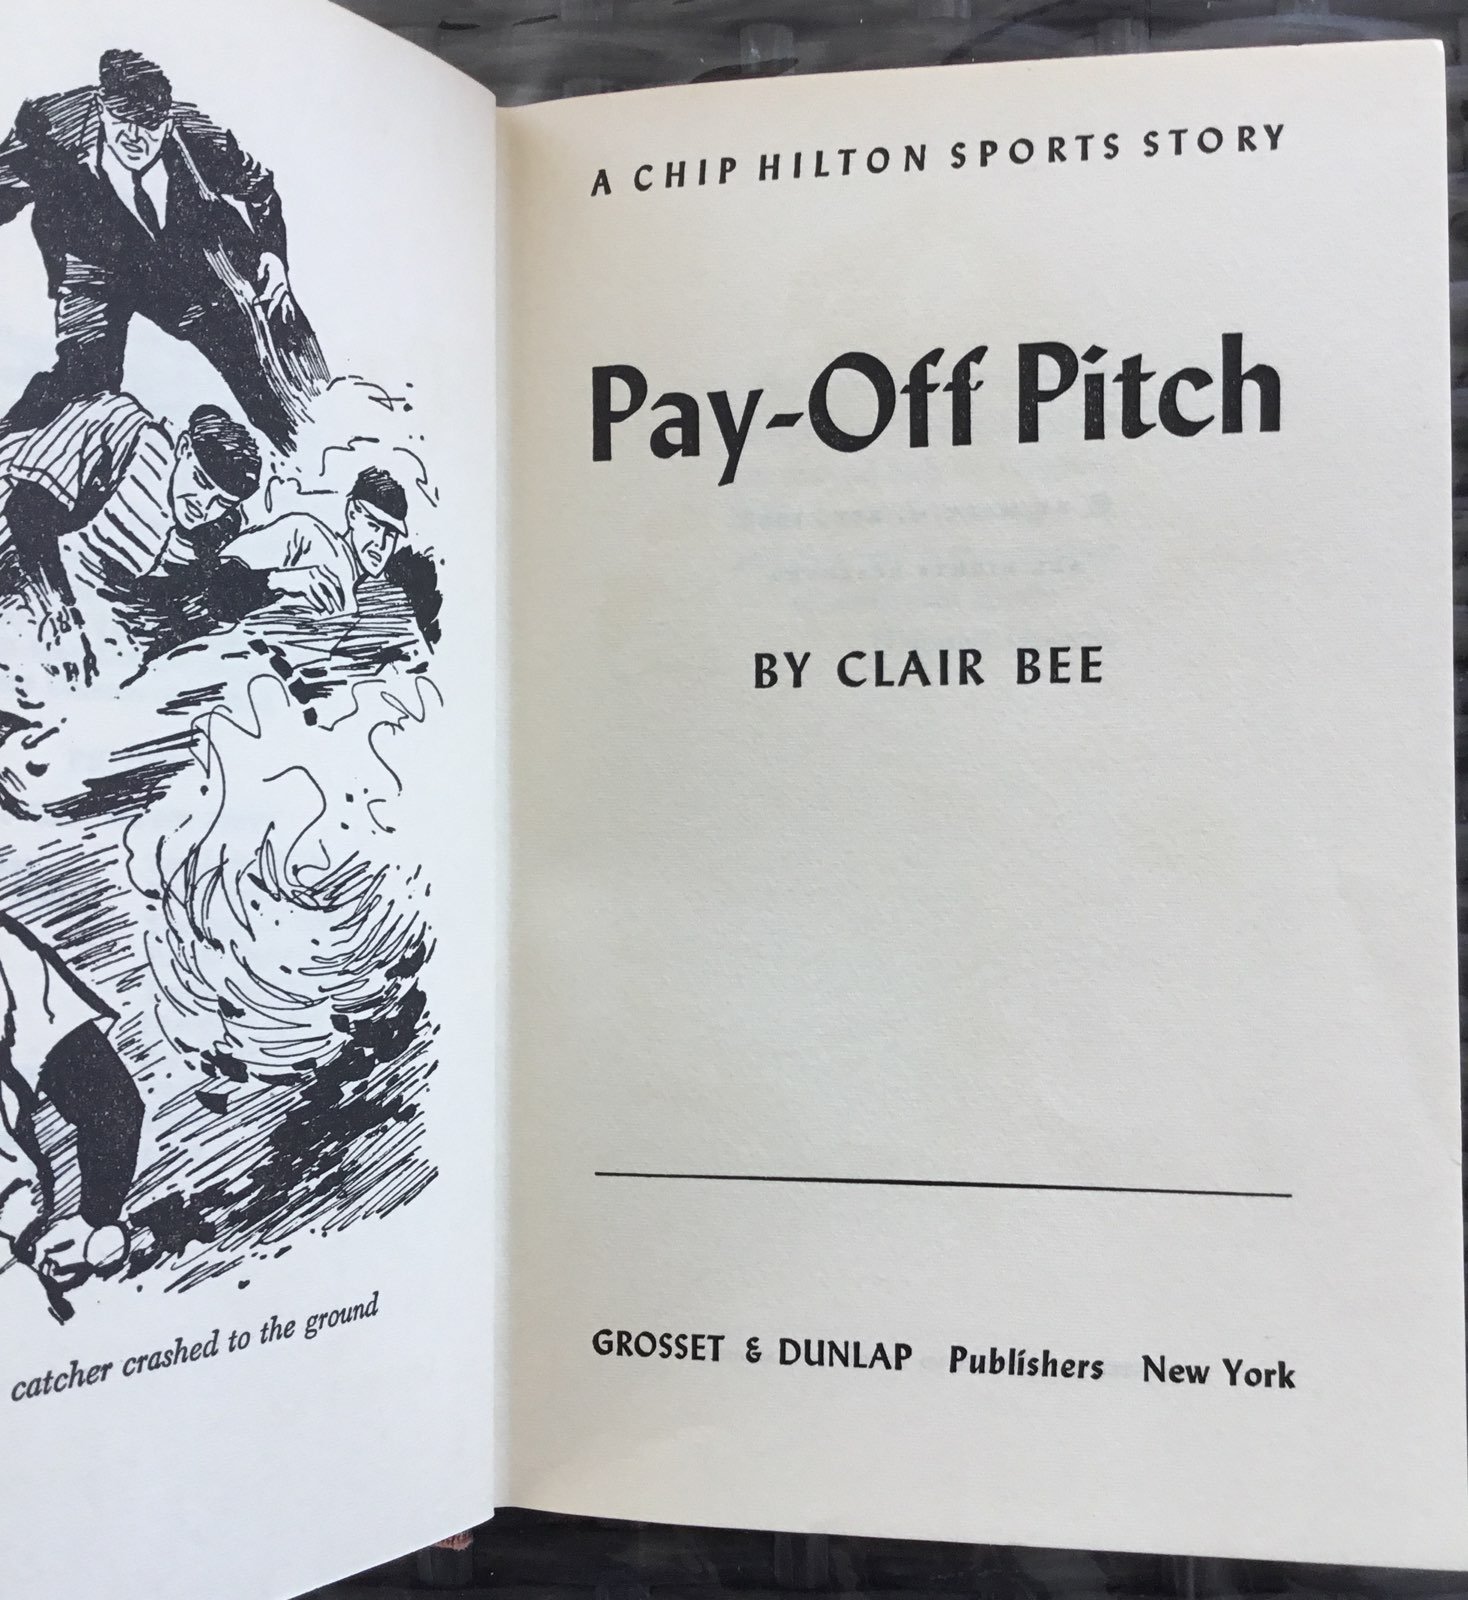 catcher crashed to the ground
A CHIP HILTON SPORTS STORY
Pay-Off Pitch
BY CLAIR BEE
GROSSET & DUNLAP Publishers New York